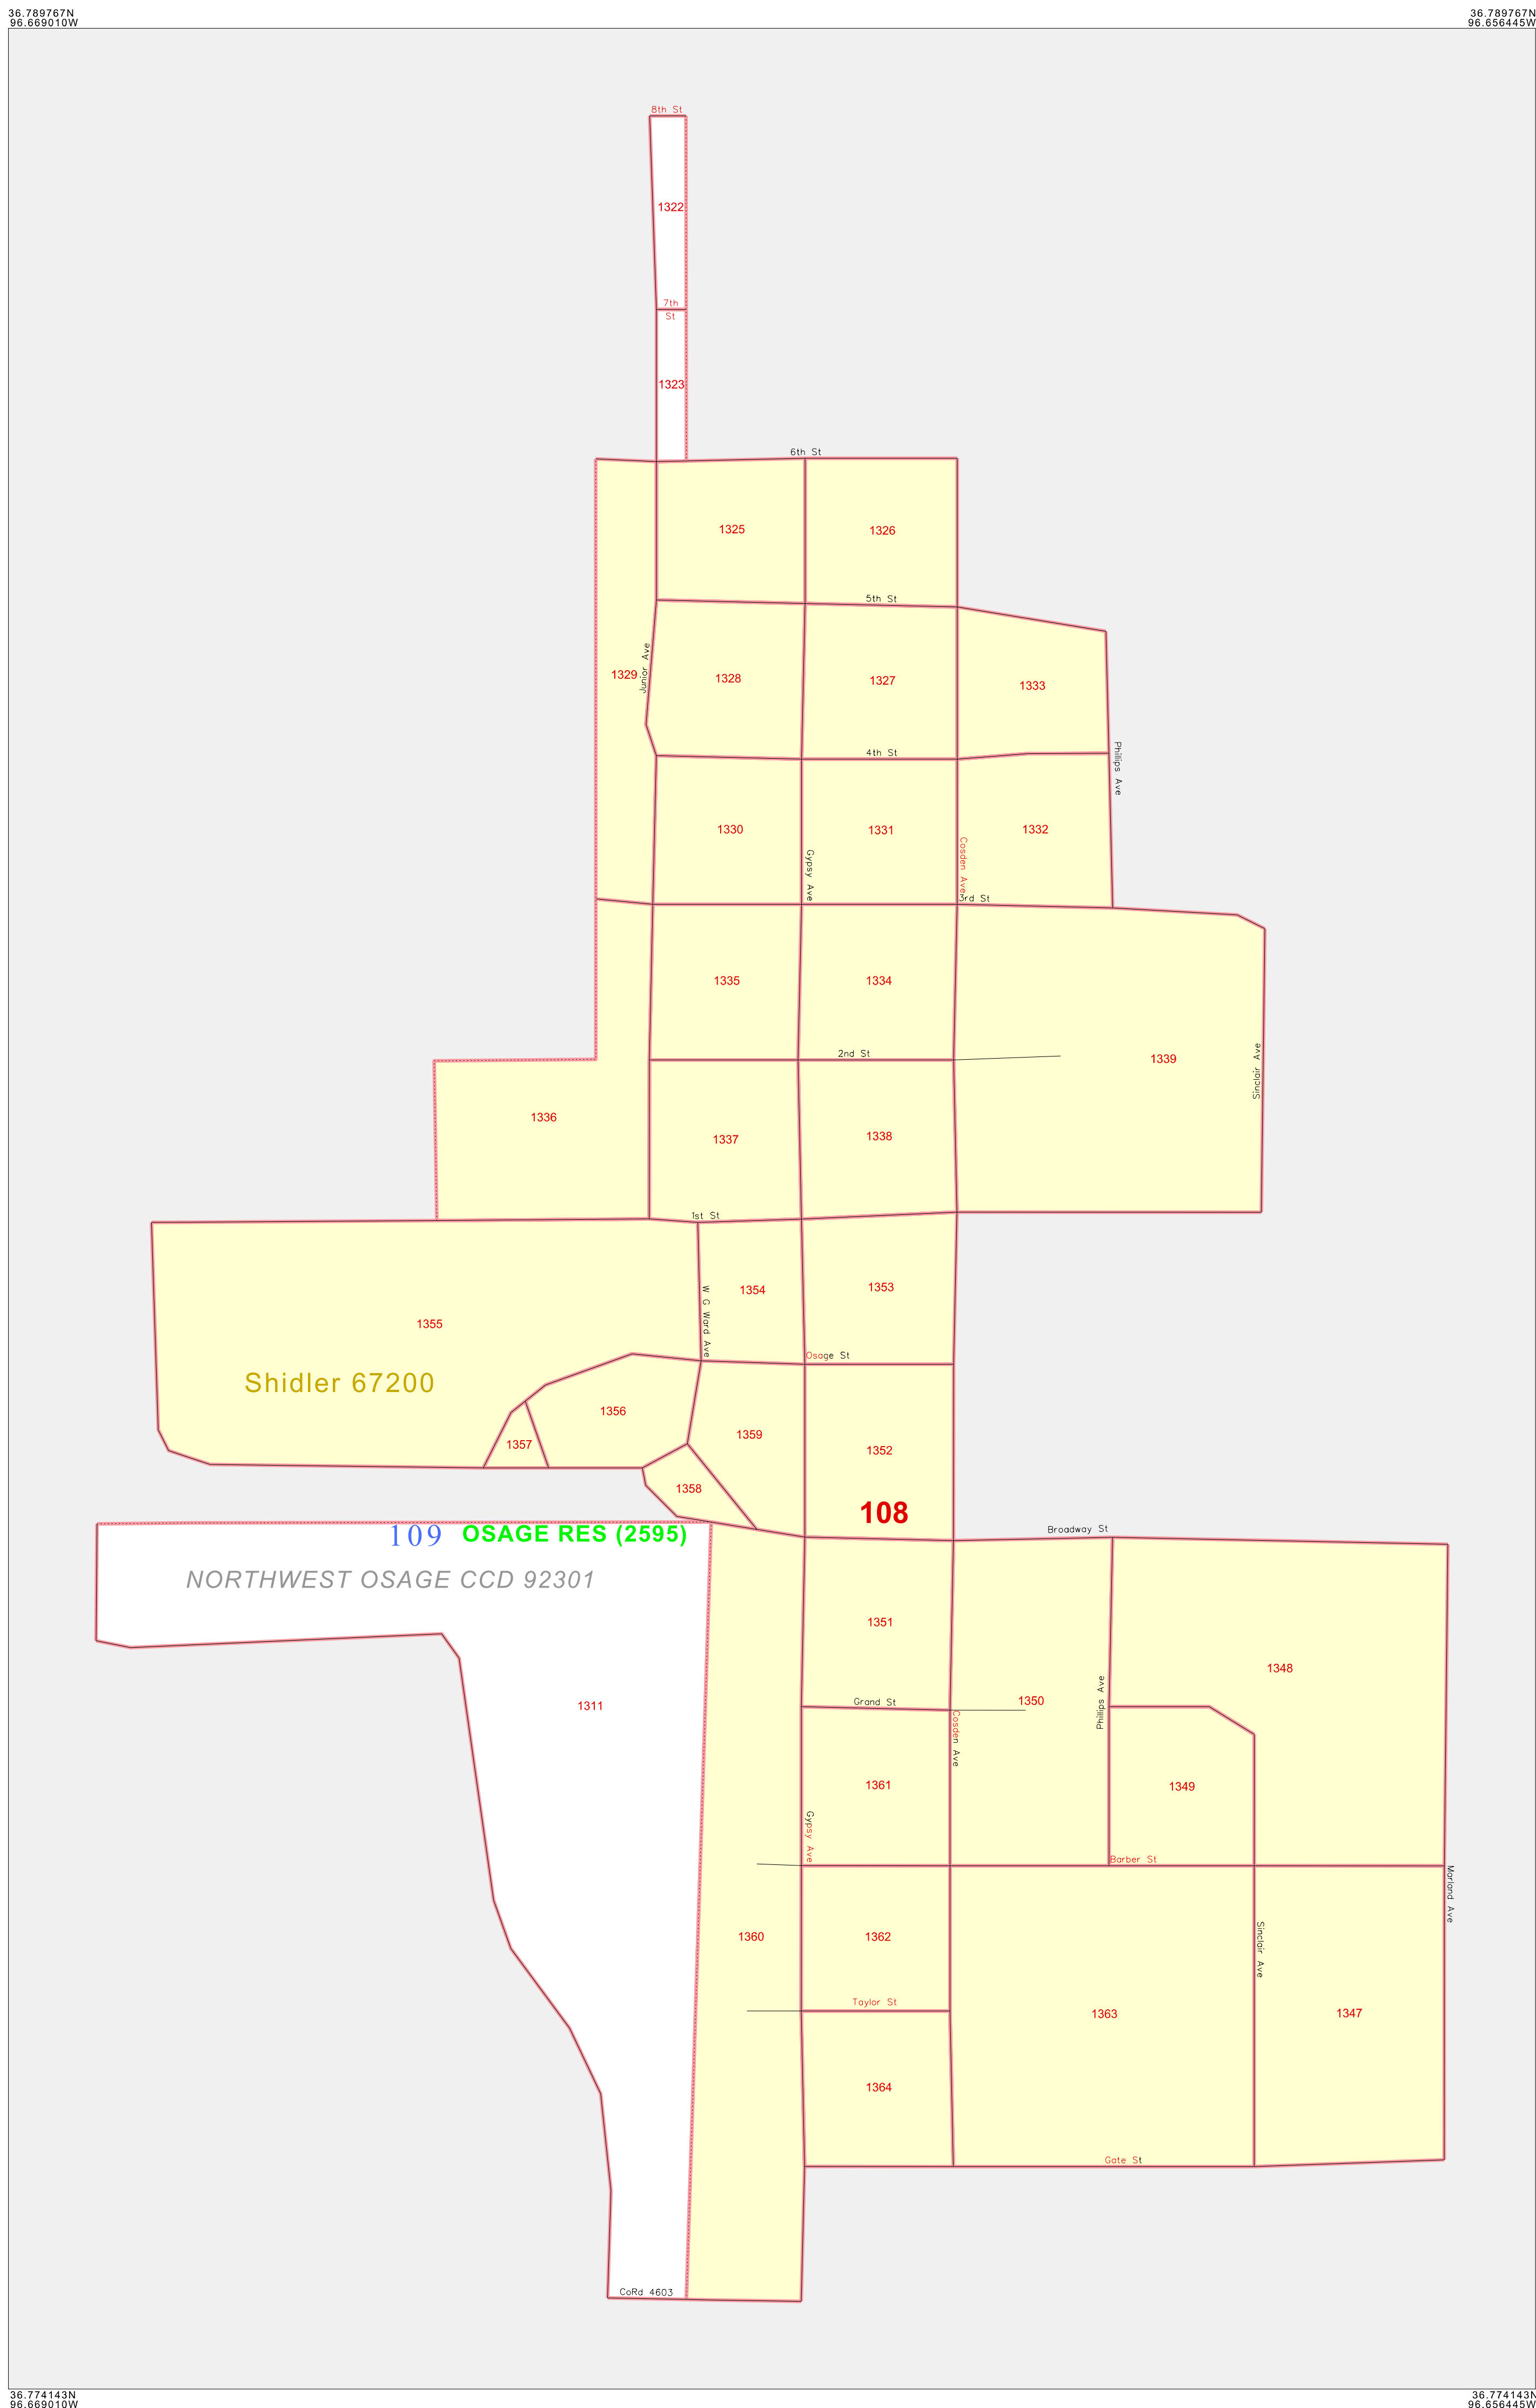 36.789767N
96.669010W
36.789767N
96.656445W
8th St
1322
7th
St
1323
6th St
1325
1326
5th St
Junior Ave
1329
1328
1327
1333
4th St
Phillips Ave
1330
1331
1332
Gypsy Ave
Cosden Ave
3rd St
1335
1334
2nd St
1339
Sinclair Ave
1336
1337
1338
1st St
W G Ward Ave
1354
1353
1355
Osage St
Shidler 67200
1356
1357
1359
1352
1358
108
109
OSAGE RES (2595)
Broadway St
NORTHWEST OSAGE CCD 92301
1351
1348
1311
Grand St
1350
Phillips Ave
Cosden Ave
1361
1349
Gypsy Ave
Barber St
Marland Ave
1360
1362
Sinclair Ave
Taylor St
1363
1347
1364
Gate St
CoRd 4603
36.774143N
96.669010W
36.774143N
96.656445W